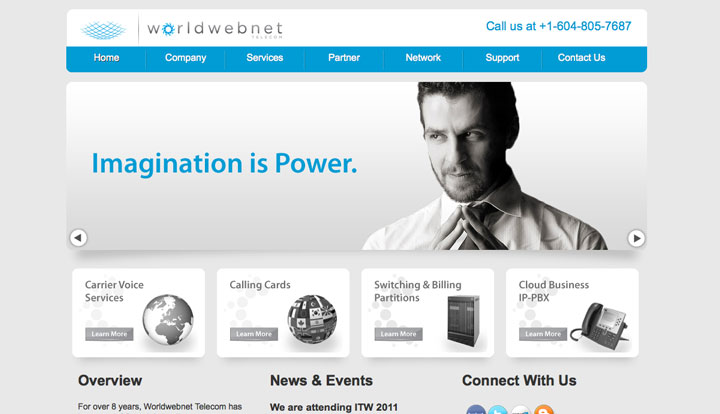 worldwebnet
TELECOM
Call us at +1-604-805-7687
Home Company Services Partner Network Support Contact Us
Imagination is Power.
Carrier Voice
Services
Learn More
Calling Cards
Learn More
Switching & Billing
Partitions
Learn More
Cloud Business
IP-PBX
Learn More
Overview
For over 8 years, Worldwebnet Telecom has
News & Events
We are attending ITW 2011
Connect With Us